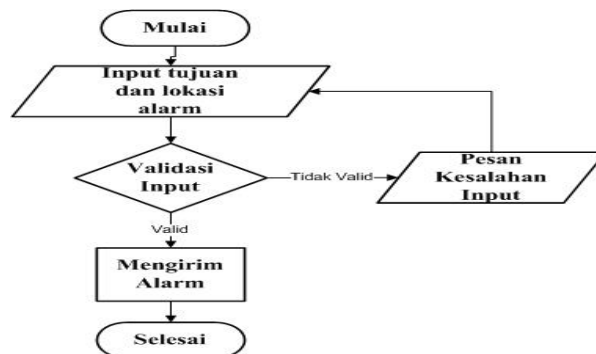 Mulai
Input tujuan
dan lokasi
alarm
Validasi
Input
Tidak Valid
Pesan
Kesalahan
Input
Valid
Mengirim
Alarm
Selesai